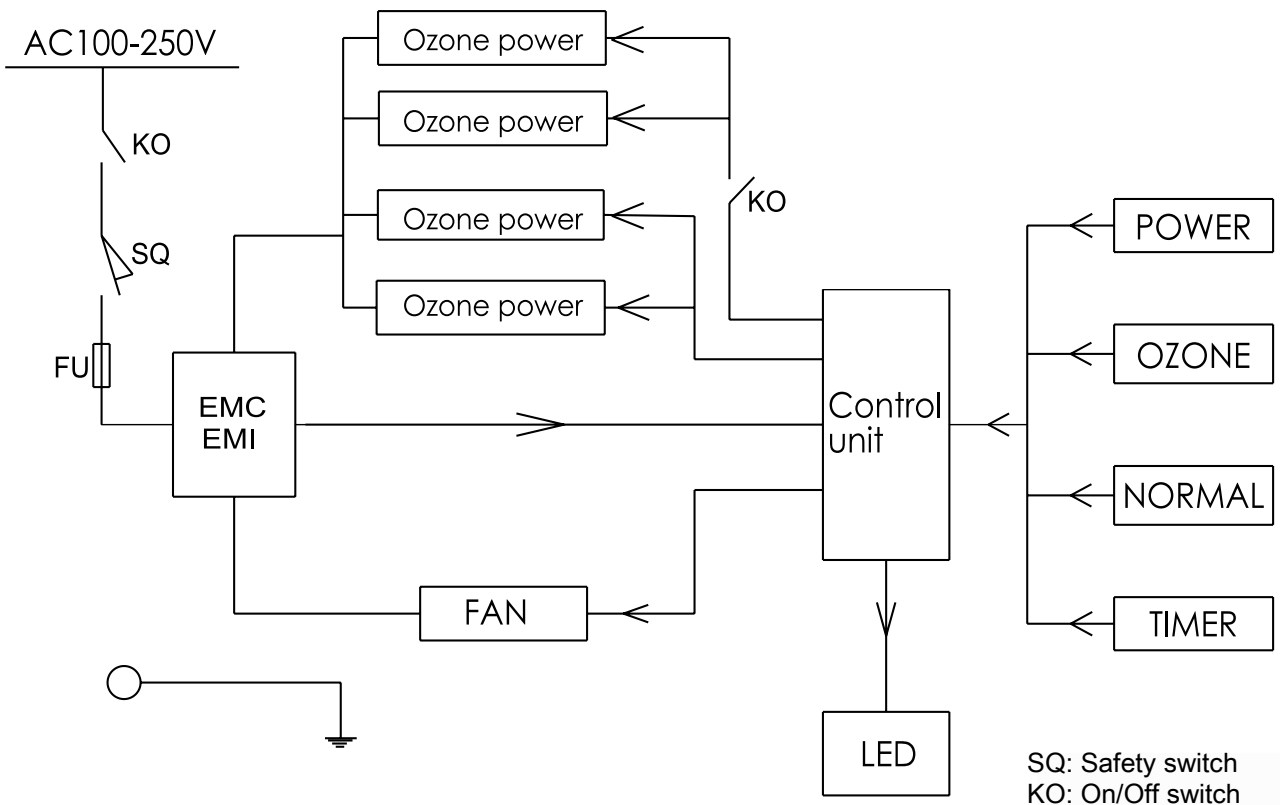 AC100-250V
KO
SQ
FU
EMC
EMI
Ozone power
Ozone power
Ozone power
Ozone power
KO
Control
unit
FAN
LED
POWER
OZONE
NORMAL
TIMER
SQ: Safety switch
KO: On/Off switch